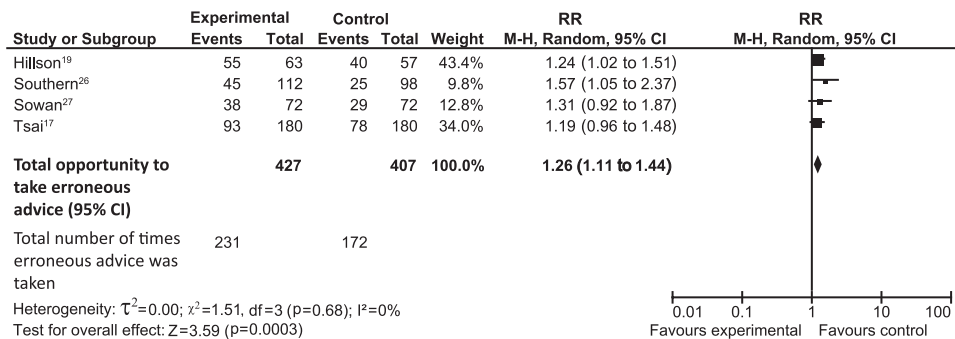 Experimental Control RR RR
Study or Subgroup Events Total Events Total Weight M-H, Random, 95% CI M-H, Random, 95% CI
Hillson19 55 63 40 57 43.4% 1.24 (1.02 to 1.51)
Southern26 45 112 25 98 9.8% 1.57 (1.05 to 2.37)
Sowan27 38 72 29 72 12.8% 1.31 (0.92 to 1.87)
Tsai17 93 180 78 180 34.0% 1.19 (0.96 to 1.48)
Total opportunity to 427 407 100.0% 1.26 (1.11 to 1.44)
take erroneous
advice (95% CI)
Total number of times 231 172
erroneous advice was
taken
Heterogeneity: τ²=0.00; χ²=1.51, df=3 (p=0.68); I²=0%
Test for overall effect: Z=3.59 (p=0.0003)
0.01 0.1 1 10 100
Favours experimental Favours control